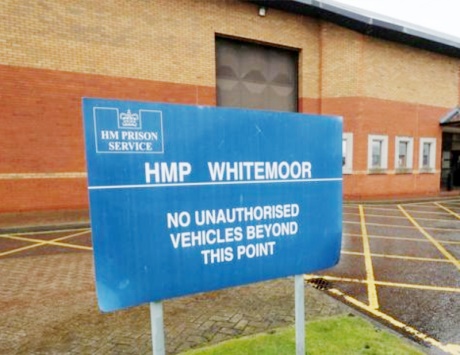 HM PRISON
SERVICE
HMP WHITEMOOR
NO UNAUTHORISED
VEHICLES BEYOND
THIS POINT